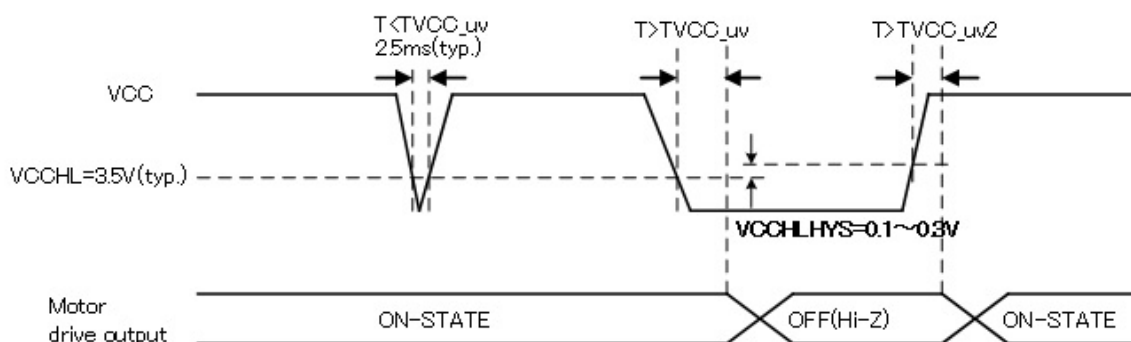 T<TVCC_uv
2.5ms(typ.)
T>TVCC_uv
T>TVCC_uv2
VCC
VCCHL=3.5V(typ.)
VCCHLHYS=0.1~0.3V
Motor
drive output
ON-STATE
OFF(Hi-Z)
ON-STATE